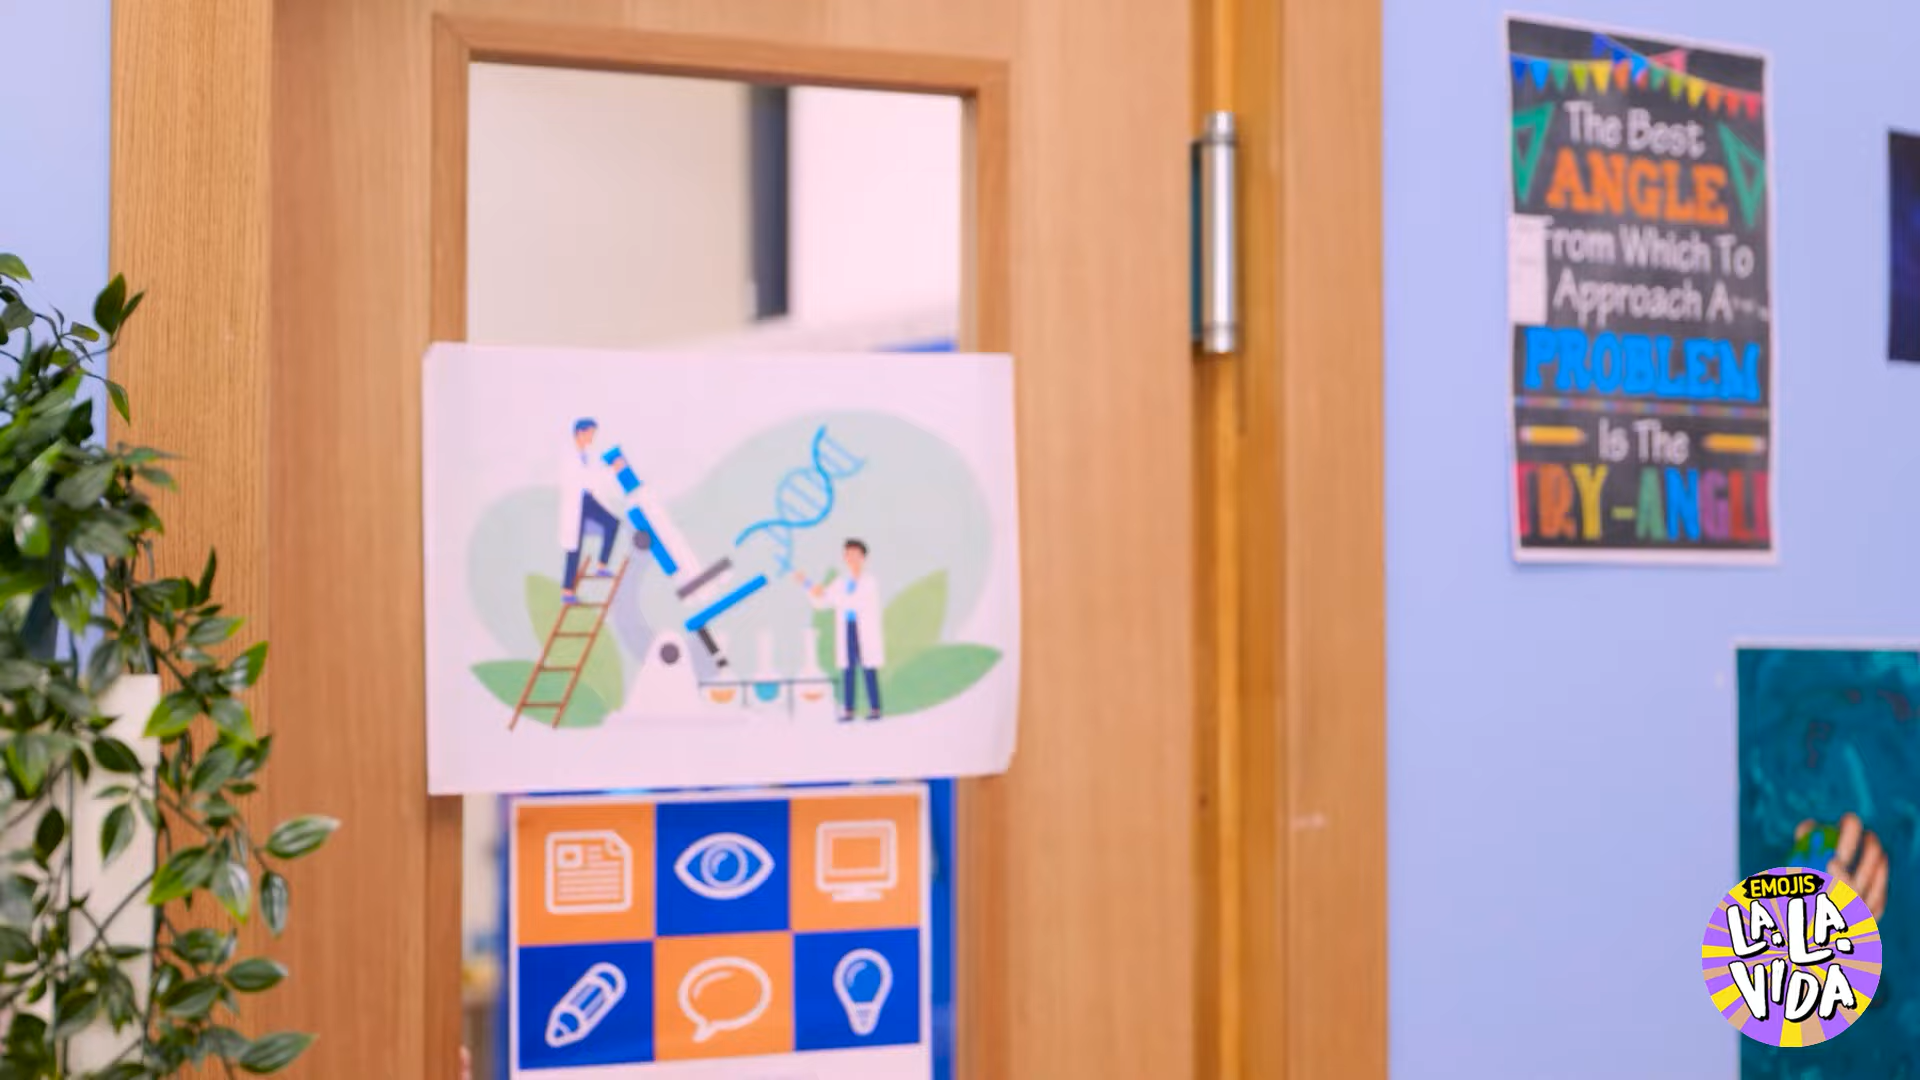 The Best
ANGLE
From Which To
Approach A
PROBLEM
Is The
TRY-ANGLE
EMOJIS
LA.LA.
VIDA